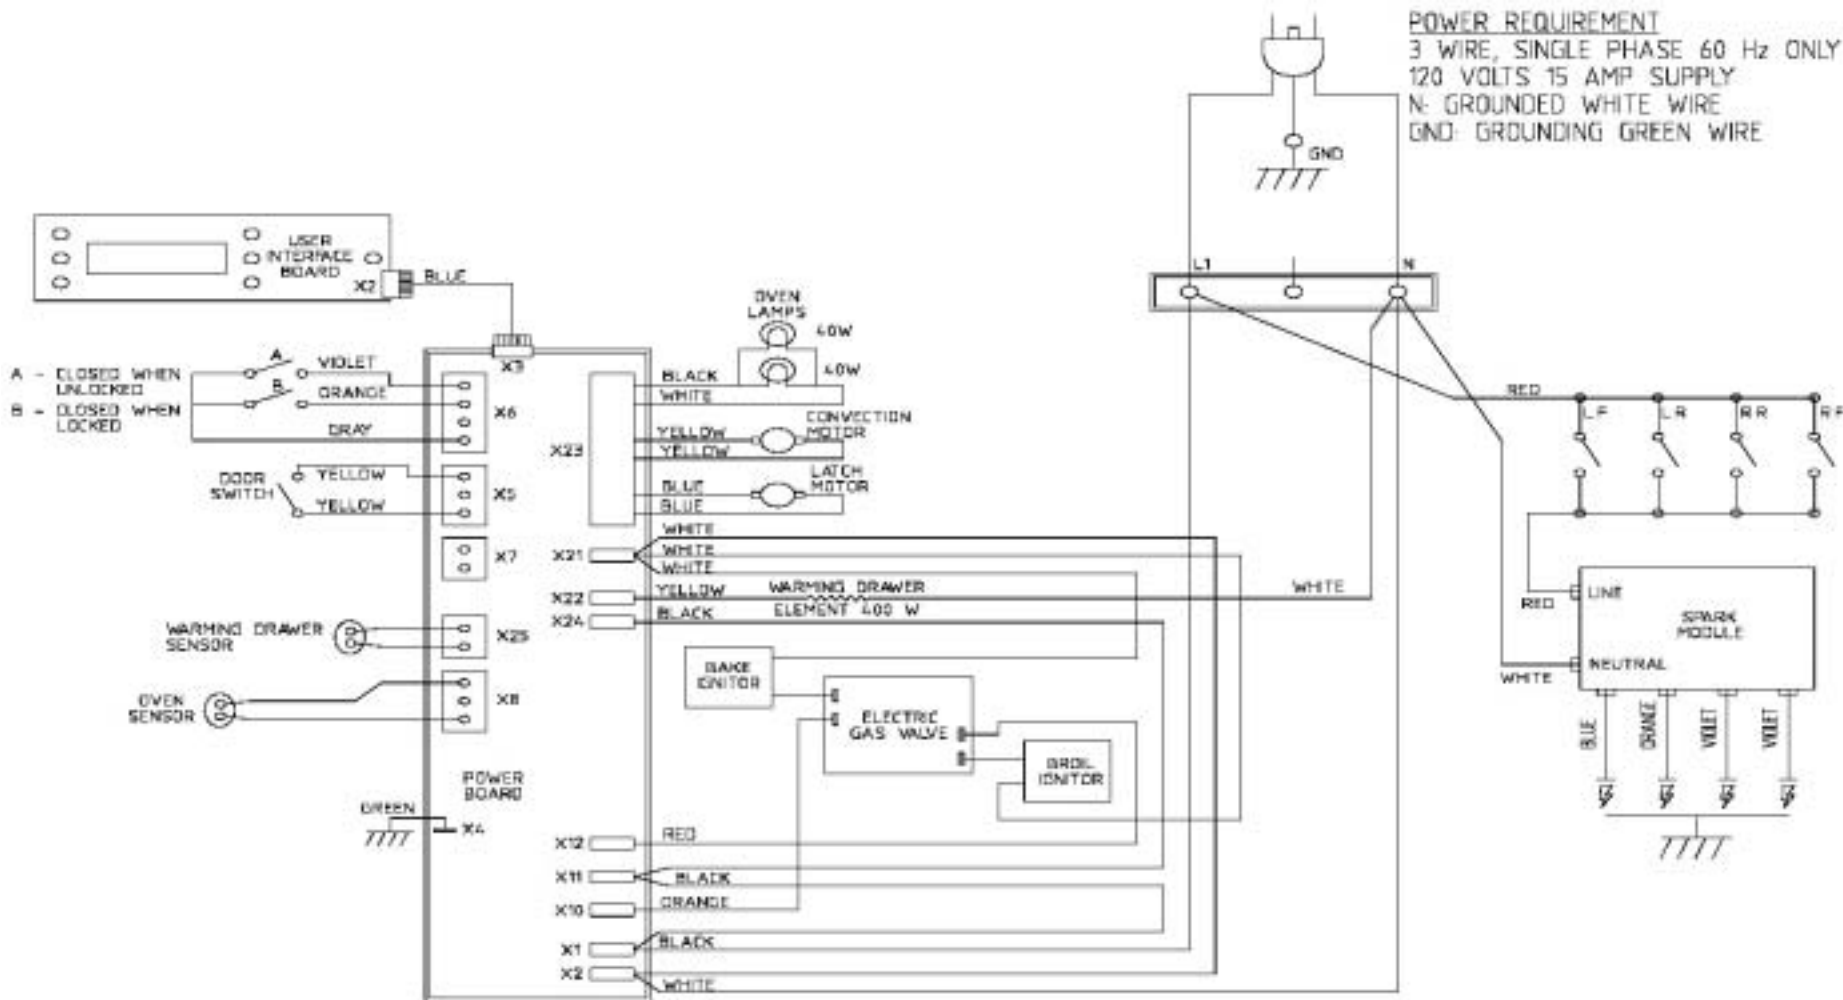 POWER REQUIREMENT
3 WIRE, SINGLE PHASE 60 Hz ONLY
120 VOLTS 15 AMP SUPPLY
N: GROUNDED WHITE WIRE
GND: GROUNDING GREEN WIRE
GND
L1
N
USER
INTERFACE
BOARD
X2
BLUE
X3
OVEN
LAMPS
40W
40W
A - CLOSED WHEN
UNLOCKED
B - CLOSED WHEN
LOCKED
A
VIOLET
B
ORANGE
GRAY
X6
BLACK
WHITE
CONVECTION
MOTOR
YELLOW
YELLOW
X23
LATCH
MOTOR
BLUE
BLUE
DOOR
SWITCH
YELLOW
YELLOW
X5
WHITE
X7
X21
WHITE
WHITE
X22
YELLOW
WARMING DRAWER
ELEMENT 400 W
WHITE
X24
BLACK
WARMING DRAWER
SENSOR
X25
OVEN
SENSOR
X8
BAKE
IGNITOR
ELECTRIC
GAS VALVE
BROIL
IGNITOR
POWER
BOARD
GREEN
X4
X12
RED
X11
BLACK
X10
ORANGE
X1
BLACK
X2
WHITE
RED
LF
LR
RR
RF
RED
LINE
SPARK
MODULE
NEUTRAL
WHITE
BLUE
ORANGE
VIOLET
VIOLET